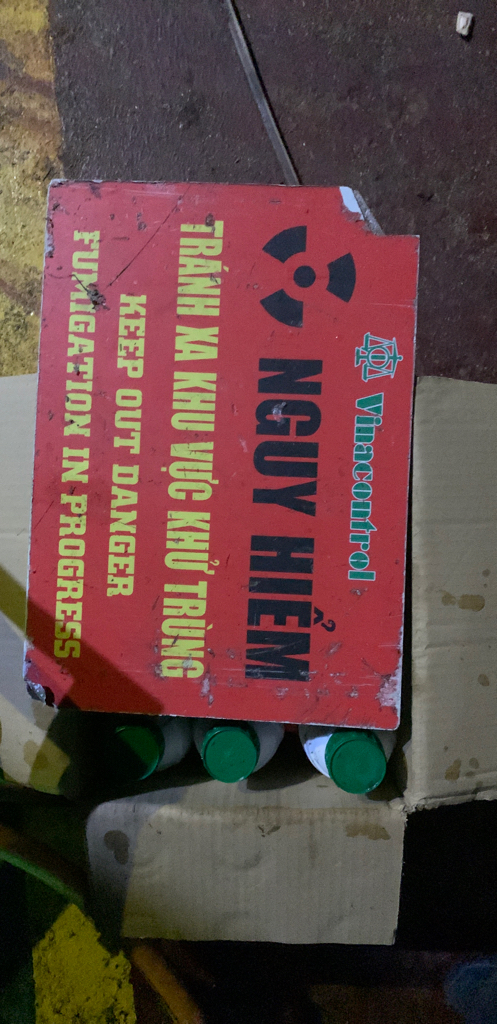 Vinacontrol
NGUY HIỂM
TRÁNH XA KHU VỰC KHỬ TRÙNG
KEEP OUT DANGER
FUMIGATION IN PROGRESS